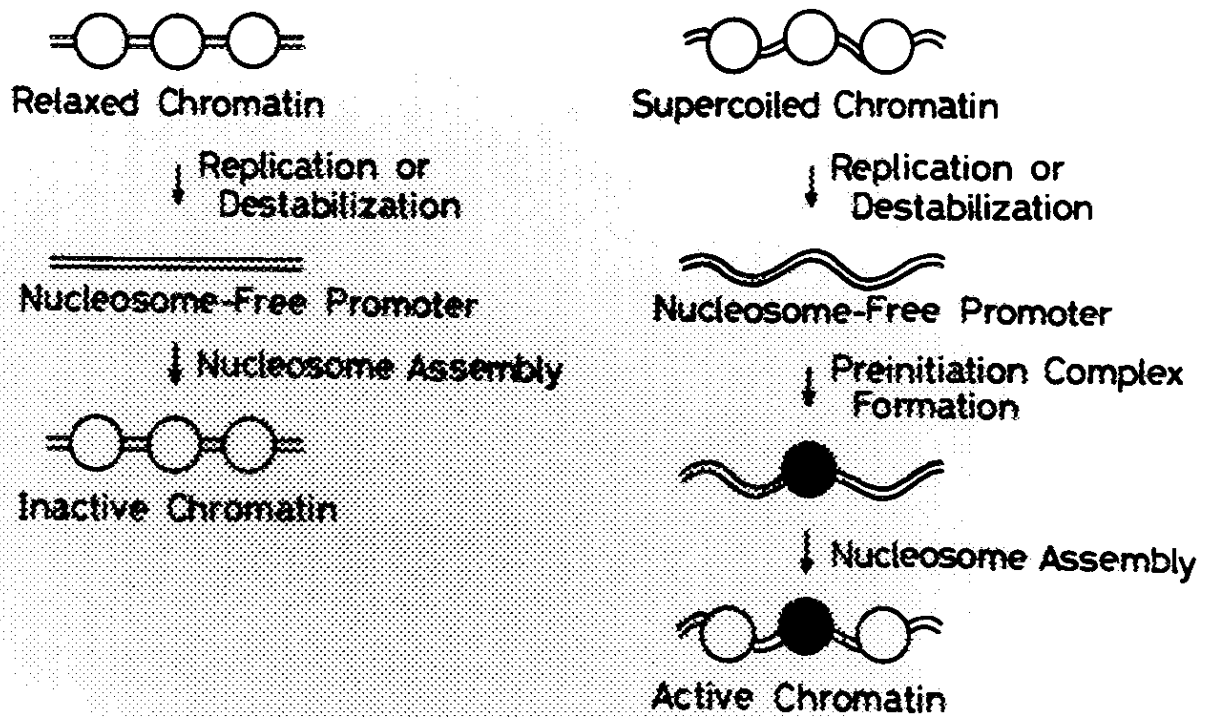 Relaxed Chromatin
Replication or
Destabilization
Nucleosome-Free Promoter
Nucleosome Assembly
Inactive Chromatin
Supercoiled Chromatin
Replication or
Destabilization
Nucleosome-Free Promoter
Preinitiation Complex
Formation
Nucleosome Assembly
Active Chromatin